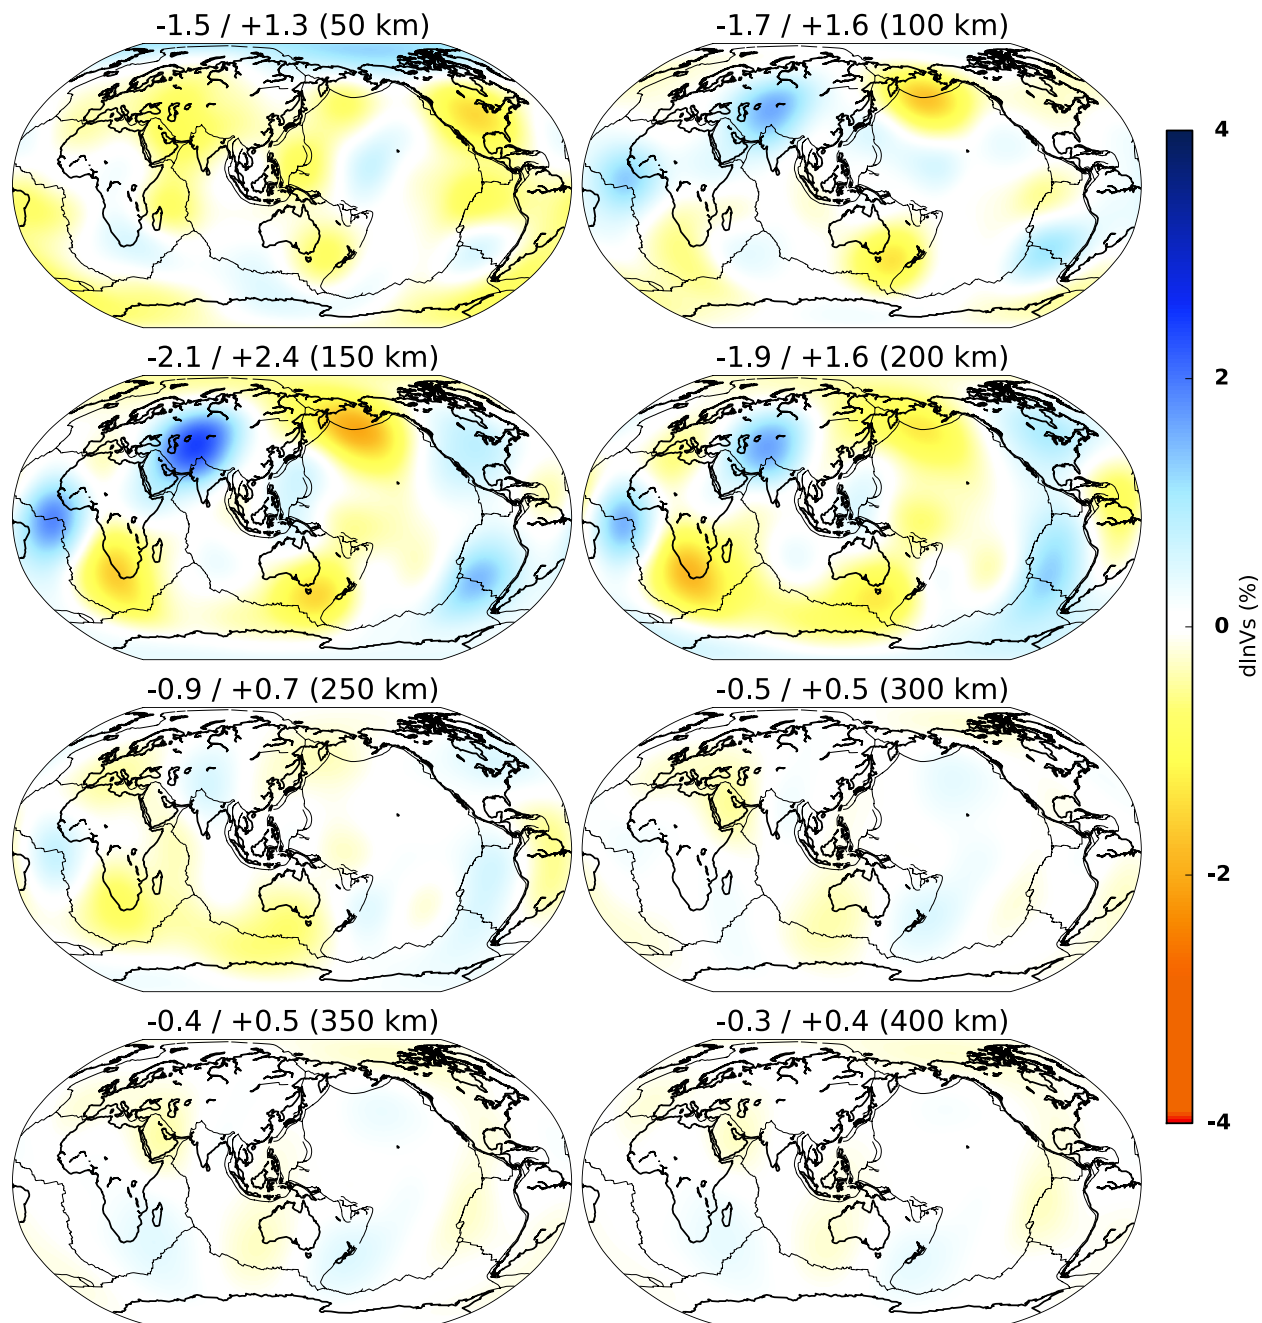 -1.5 / +1.3 (50 km)
-1.7 / +1.6 (100 km)
-2.1 / +2.4 (150 km)
-1.9 / +1.6 (200 km)
-0.9 / +0.7 (250 km)
-0.5 / +0.5 (300 km)
-0.4 / +0.5 (350 km)
-0.3 / +0.4 (400 km)
4
2
0
-2
-4
dlnVs (%)